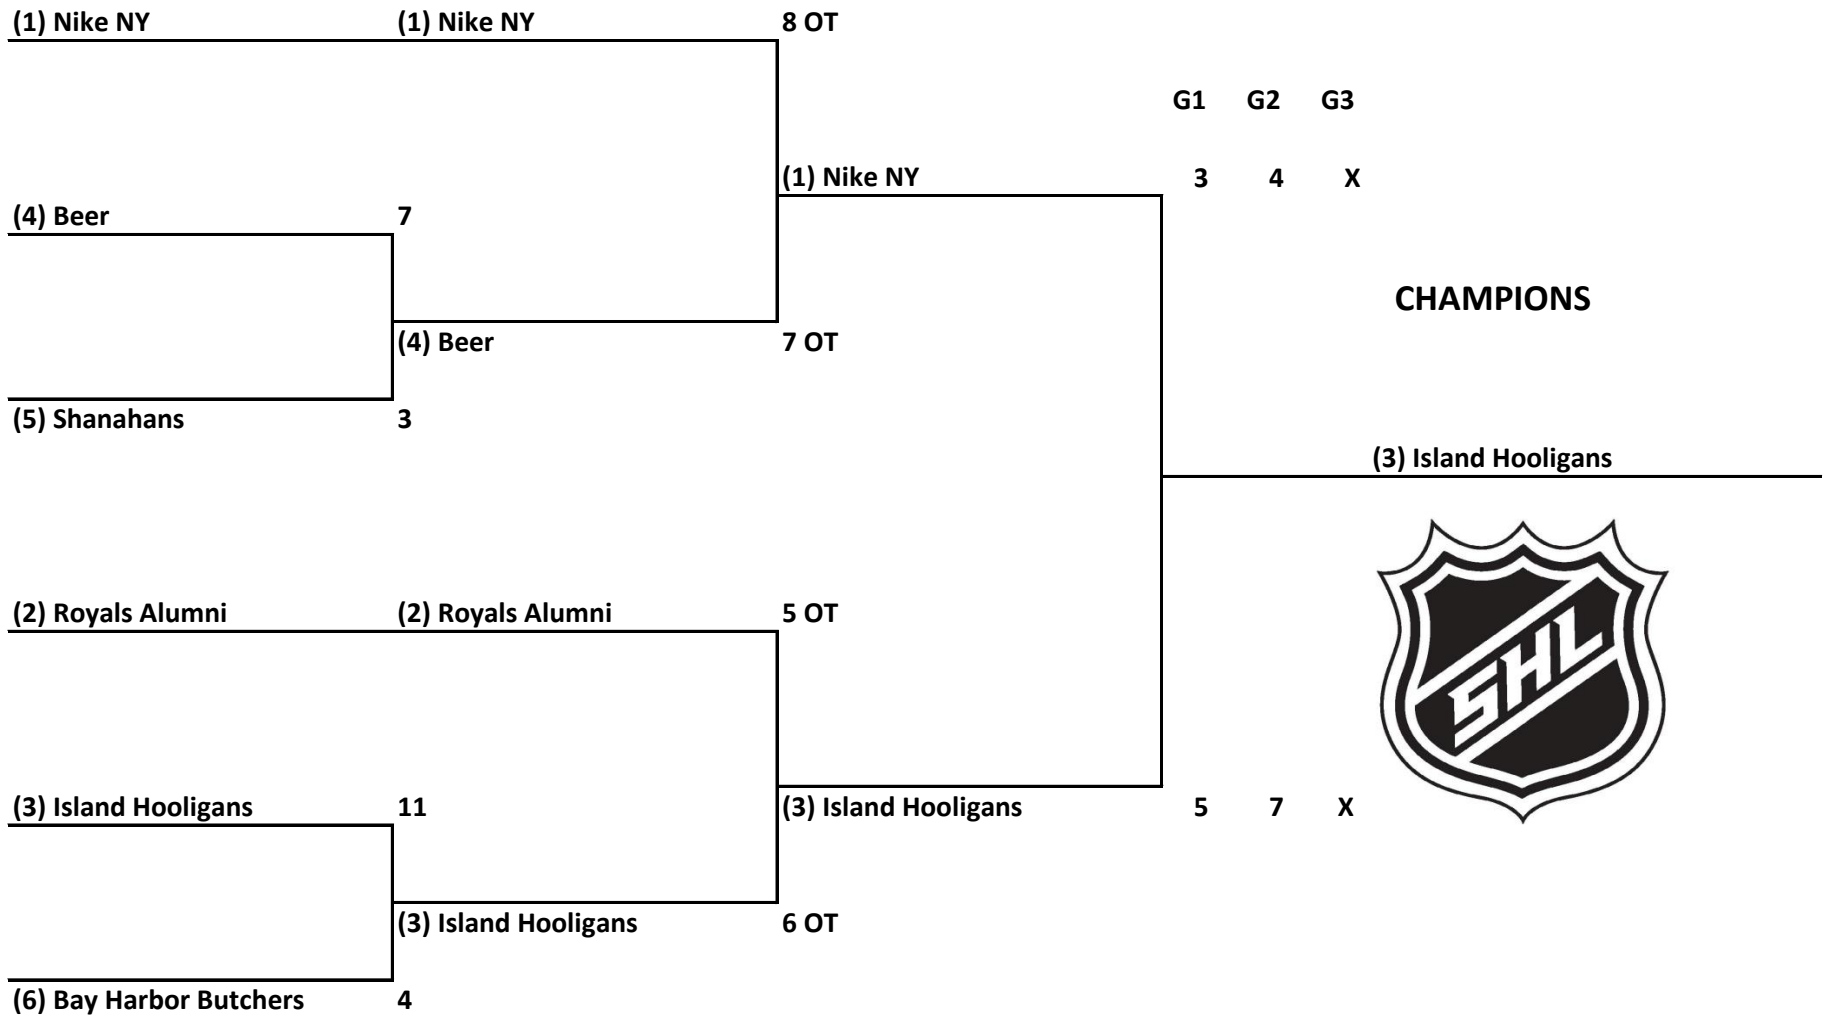 (1) Nike NY (1) Nike NY 8 OT
G1 G2 G3
(1) Nike NY 3 4 X
(4) Beer 7
CHAMPIONS
(4) Beer 7 OT
(5) Shanahans 3
(3) Island Hooligans
(2) Royals Alumni (2) Royals Alumni 5 OT
SHL
(3) Island Hooligans 11 (3) Island Hooligans 5 7 X
(3) Island Hooligans 6 OT
(6) Bay Harbor Butchers 4